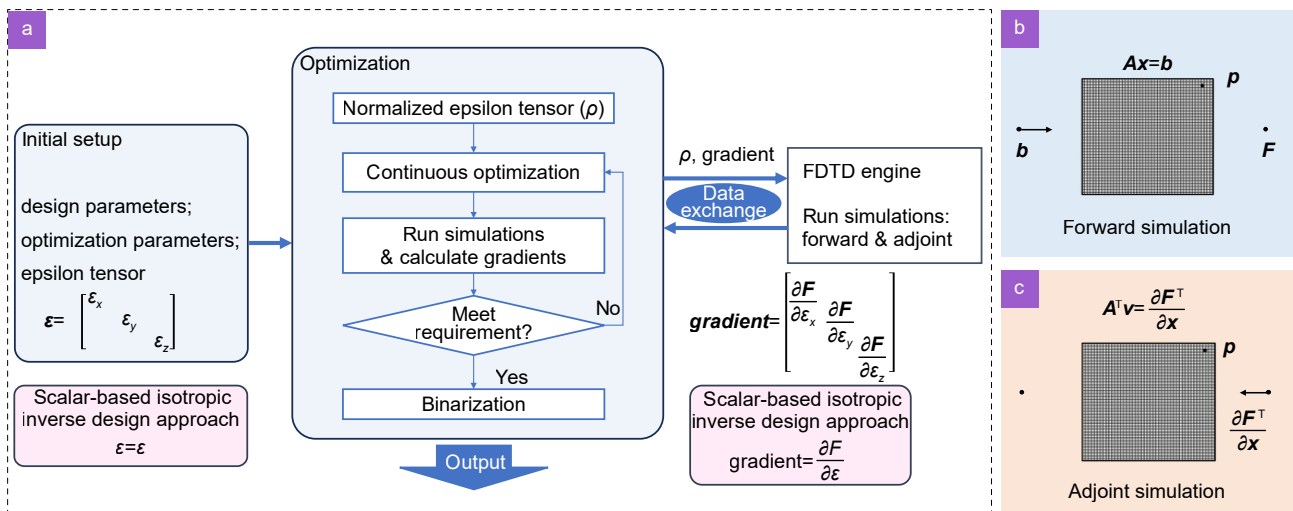 a
Initial setup
design parameters;
optimization parameters;
epsilon tensor
ε= [εx εy εz]
Scalar-based isotropic
inverse design approach
ε=ε
Optimization
Normalized epsilon tensor (ρ)
Continuous optimization
Run simulations
& calculate gradients
Meet
requirement?
No
Yes
Binarization
Output
ρ, gradient
Data
exchange
FDTD engine
Run simulations:
forward & adjoint
gradient= [∂F/∂εx ∂F/∂εy ∂F/∂εz]
Scalar-based isotropic
inverse design approach
gradient=∂F/∂ε
b
Ax=b
p
b
F
Forward simulation
c
Aᵀv=∂Fᵀ/∂x
p
∂Fᵀ/∂x
Adjoint simulation